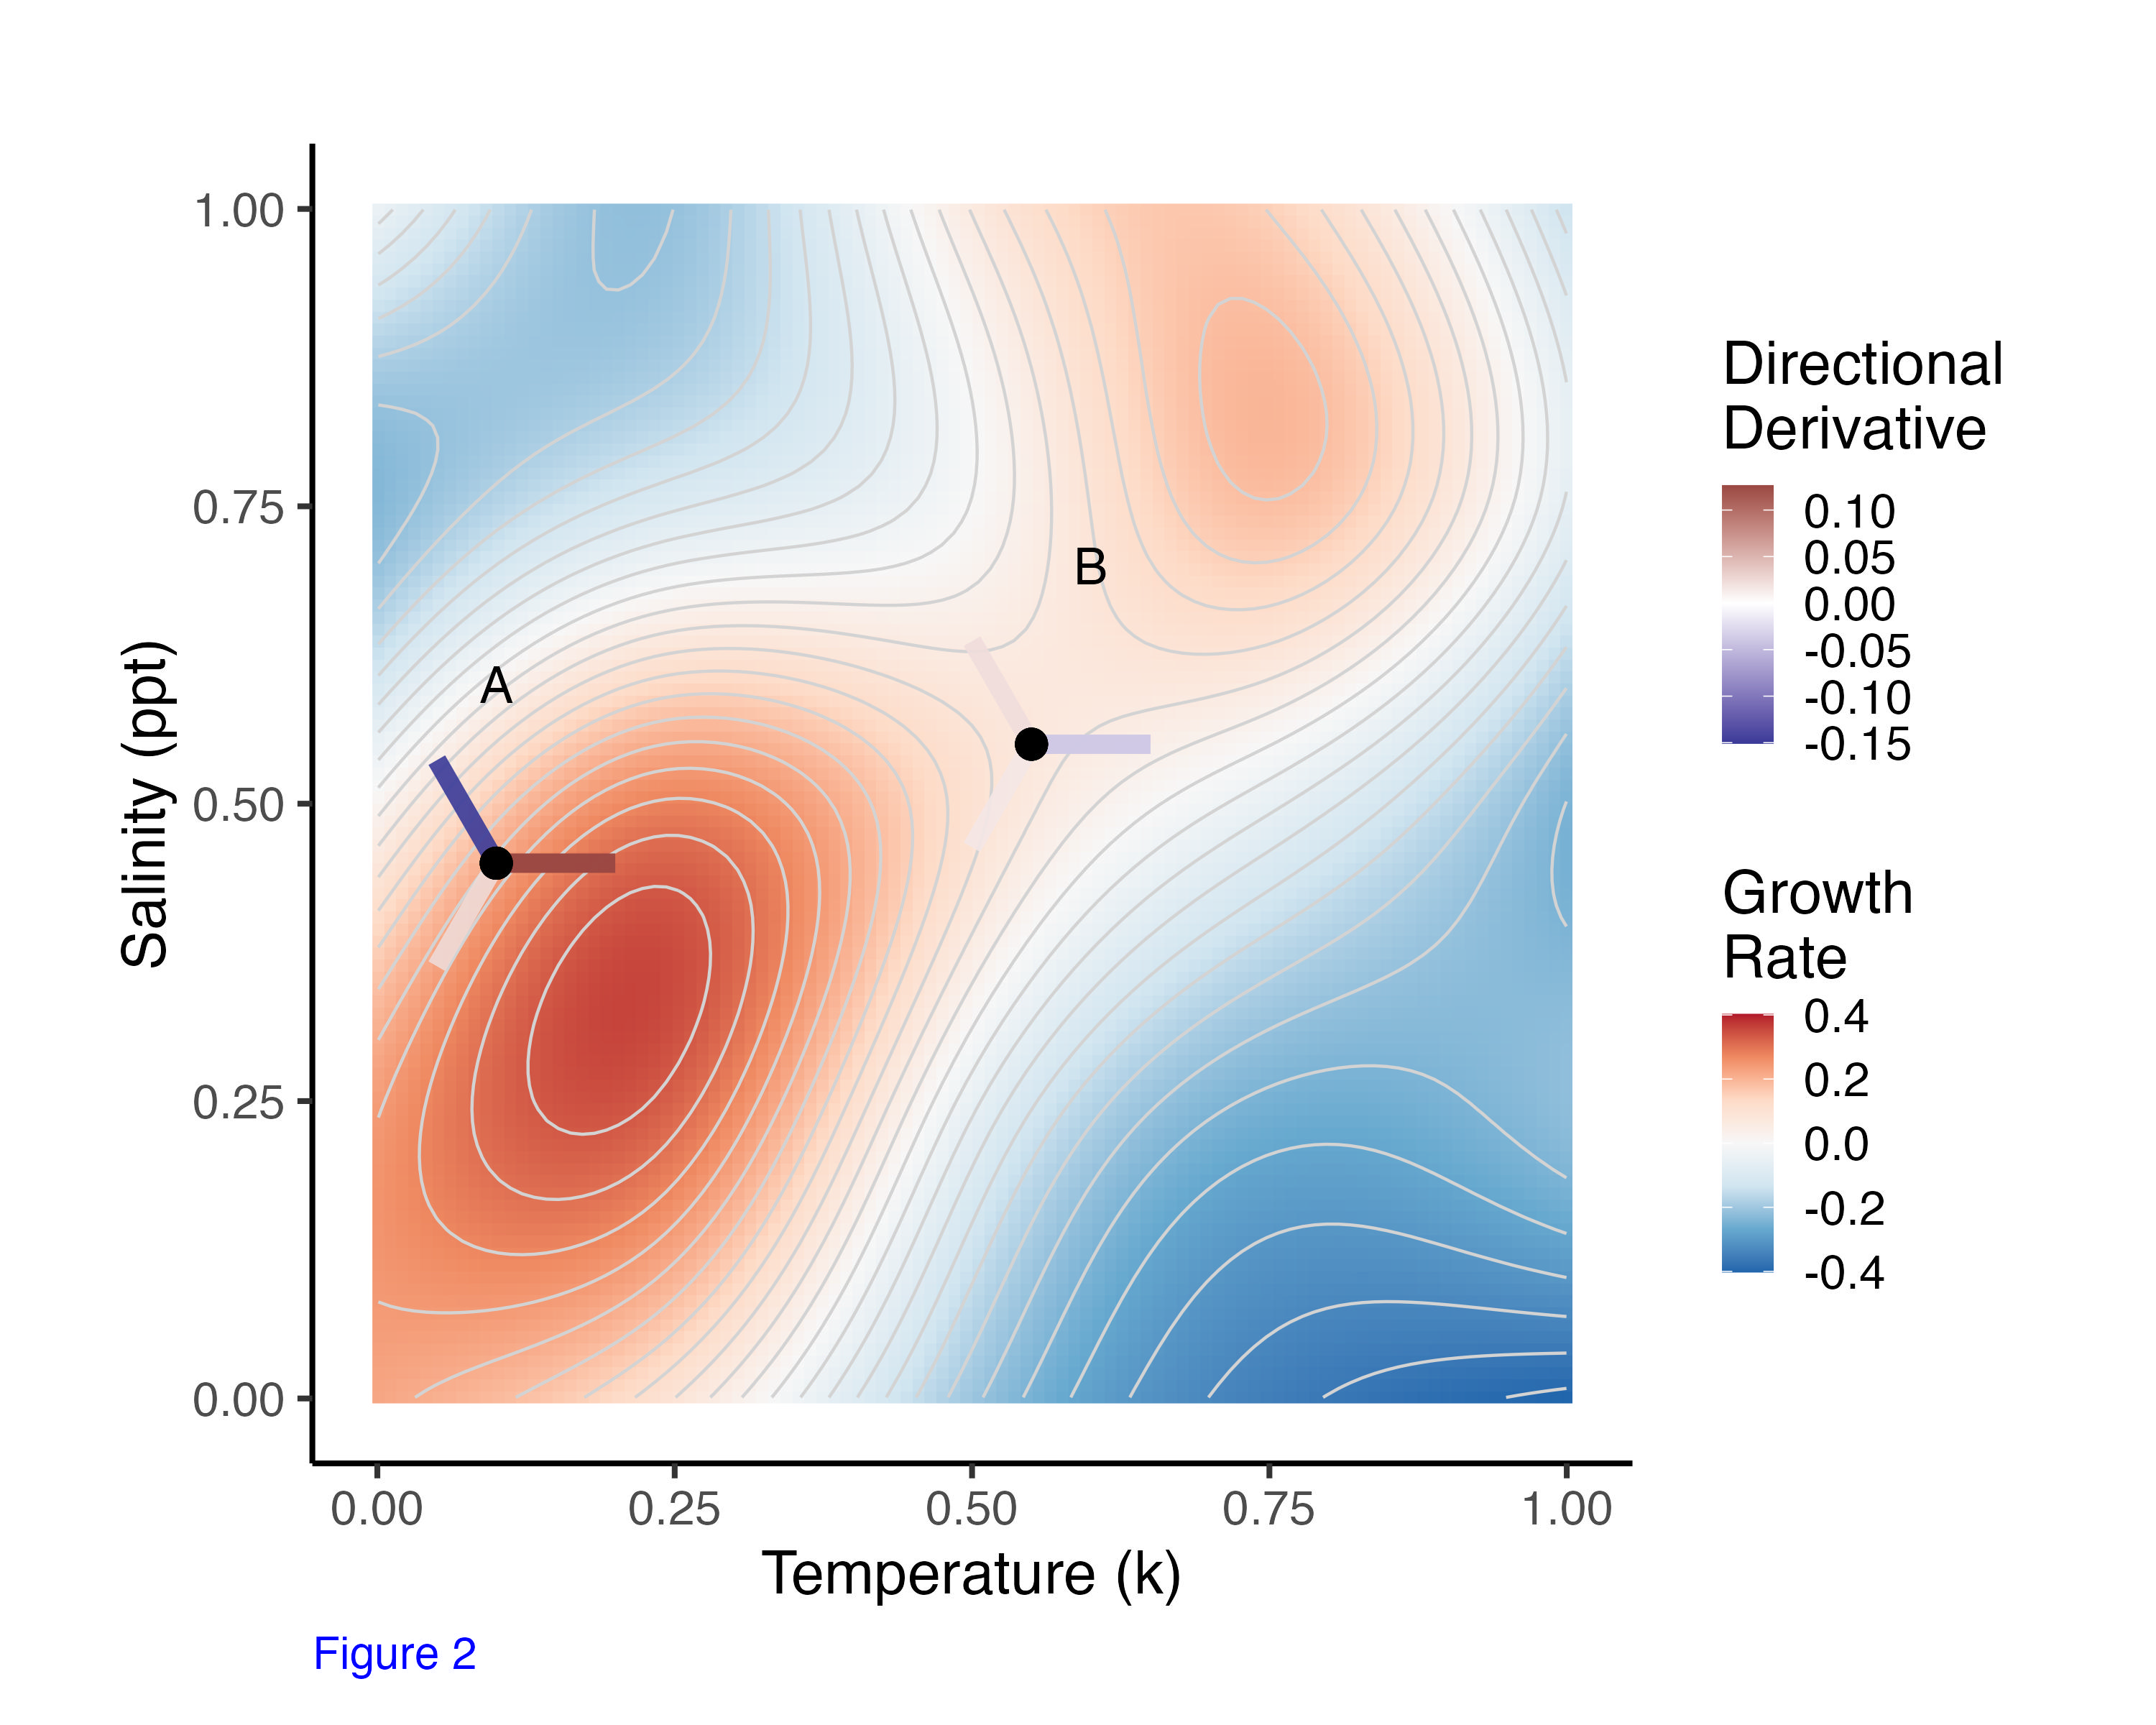 1.00
0.75
0.50
0.25
0.00
Salinity (ppt)
A
B
0.00 0.25 0.50 0.75 1.00
Temperature (k)
Directional
Derivative
0.10
0.05
0.00
-0.05
-0.10
-0.15
Growth
Rate
0.4
0.2
0.0
-0.2
-0.4
Figure 2